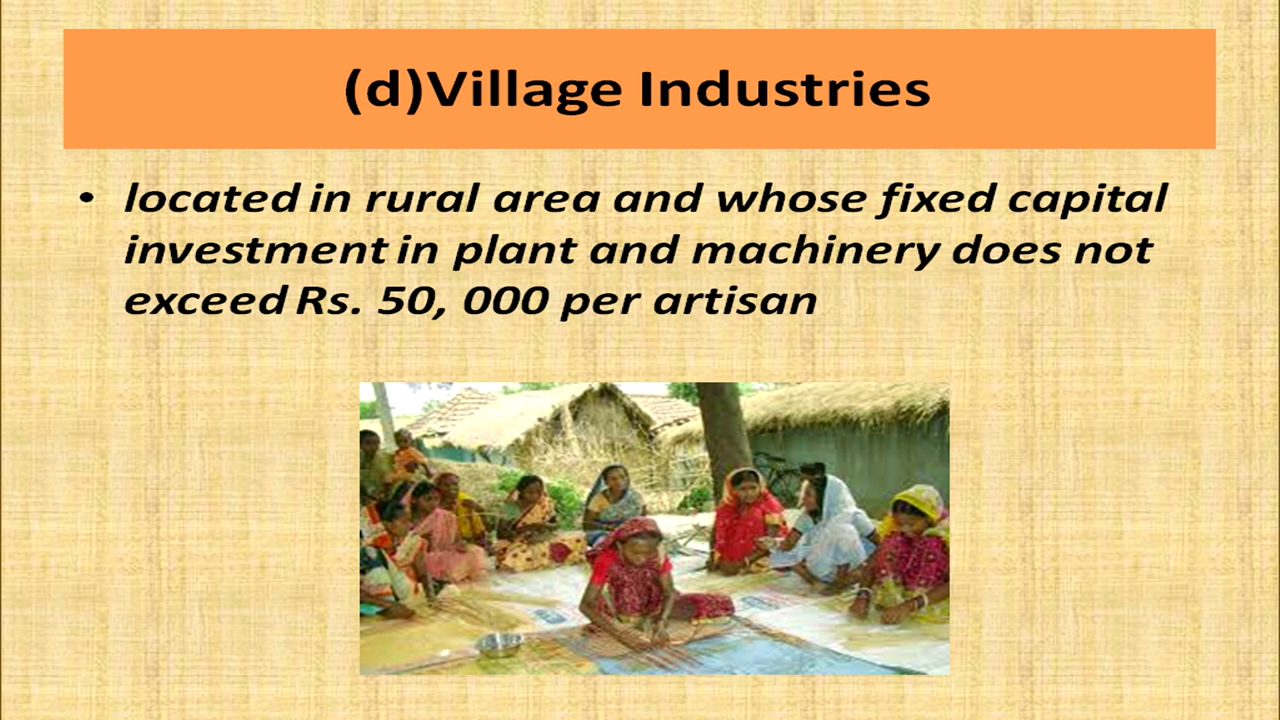 (d)Village Industries
• located in rural area and whose fixed capital
investment in plant and machinery does not
exceed Rs. 50, 000 per artisan